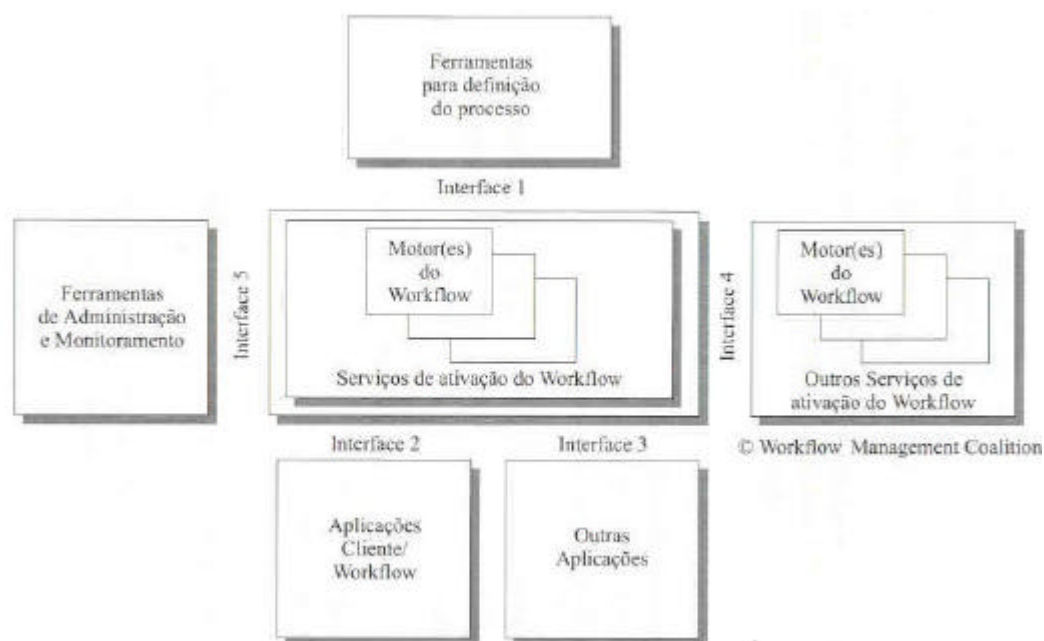 Ferramentas
para definição
do processo
Interface 1
Ferramentas
de Administração
e Monitoramento
Interface 5
Motor(es)
do
Workflow
Serviços de ativação do Workflow
Interface 4
Motor(es)
do
Workflow
Outros Serviços de
ativação do Workflow
© Workflow Management Coalition
Interface 2
Interface 3
Aplicações
Cliente/
Workflow
Outras
Aplicações